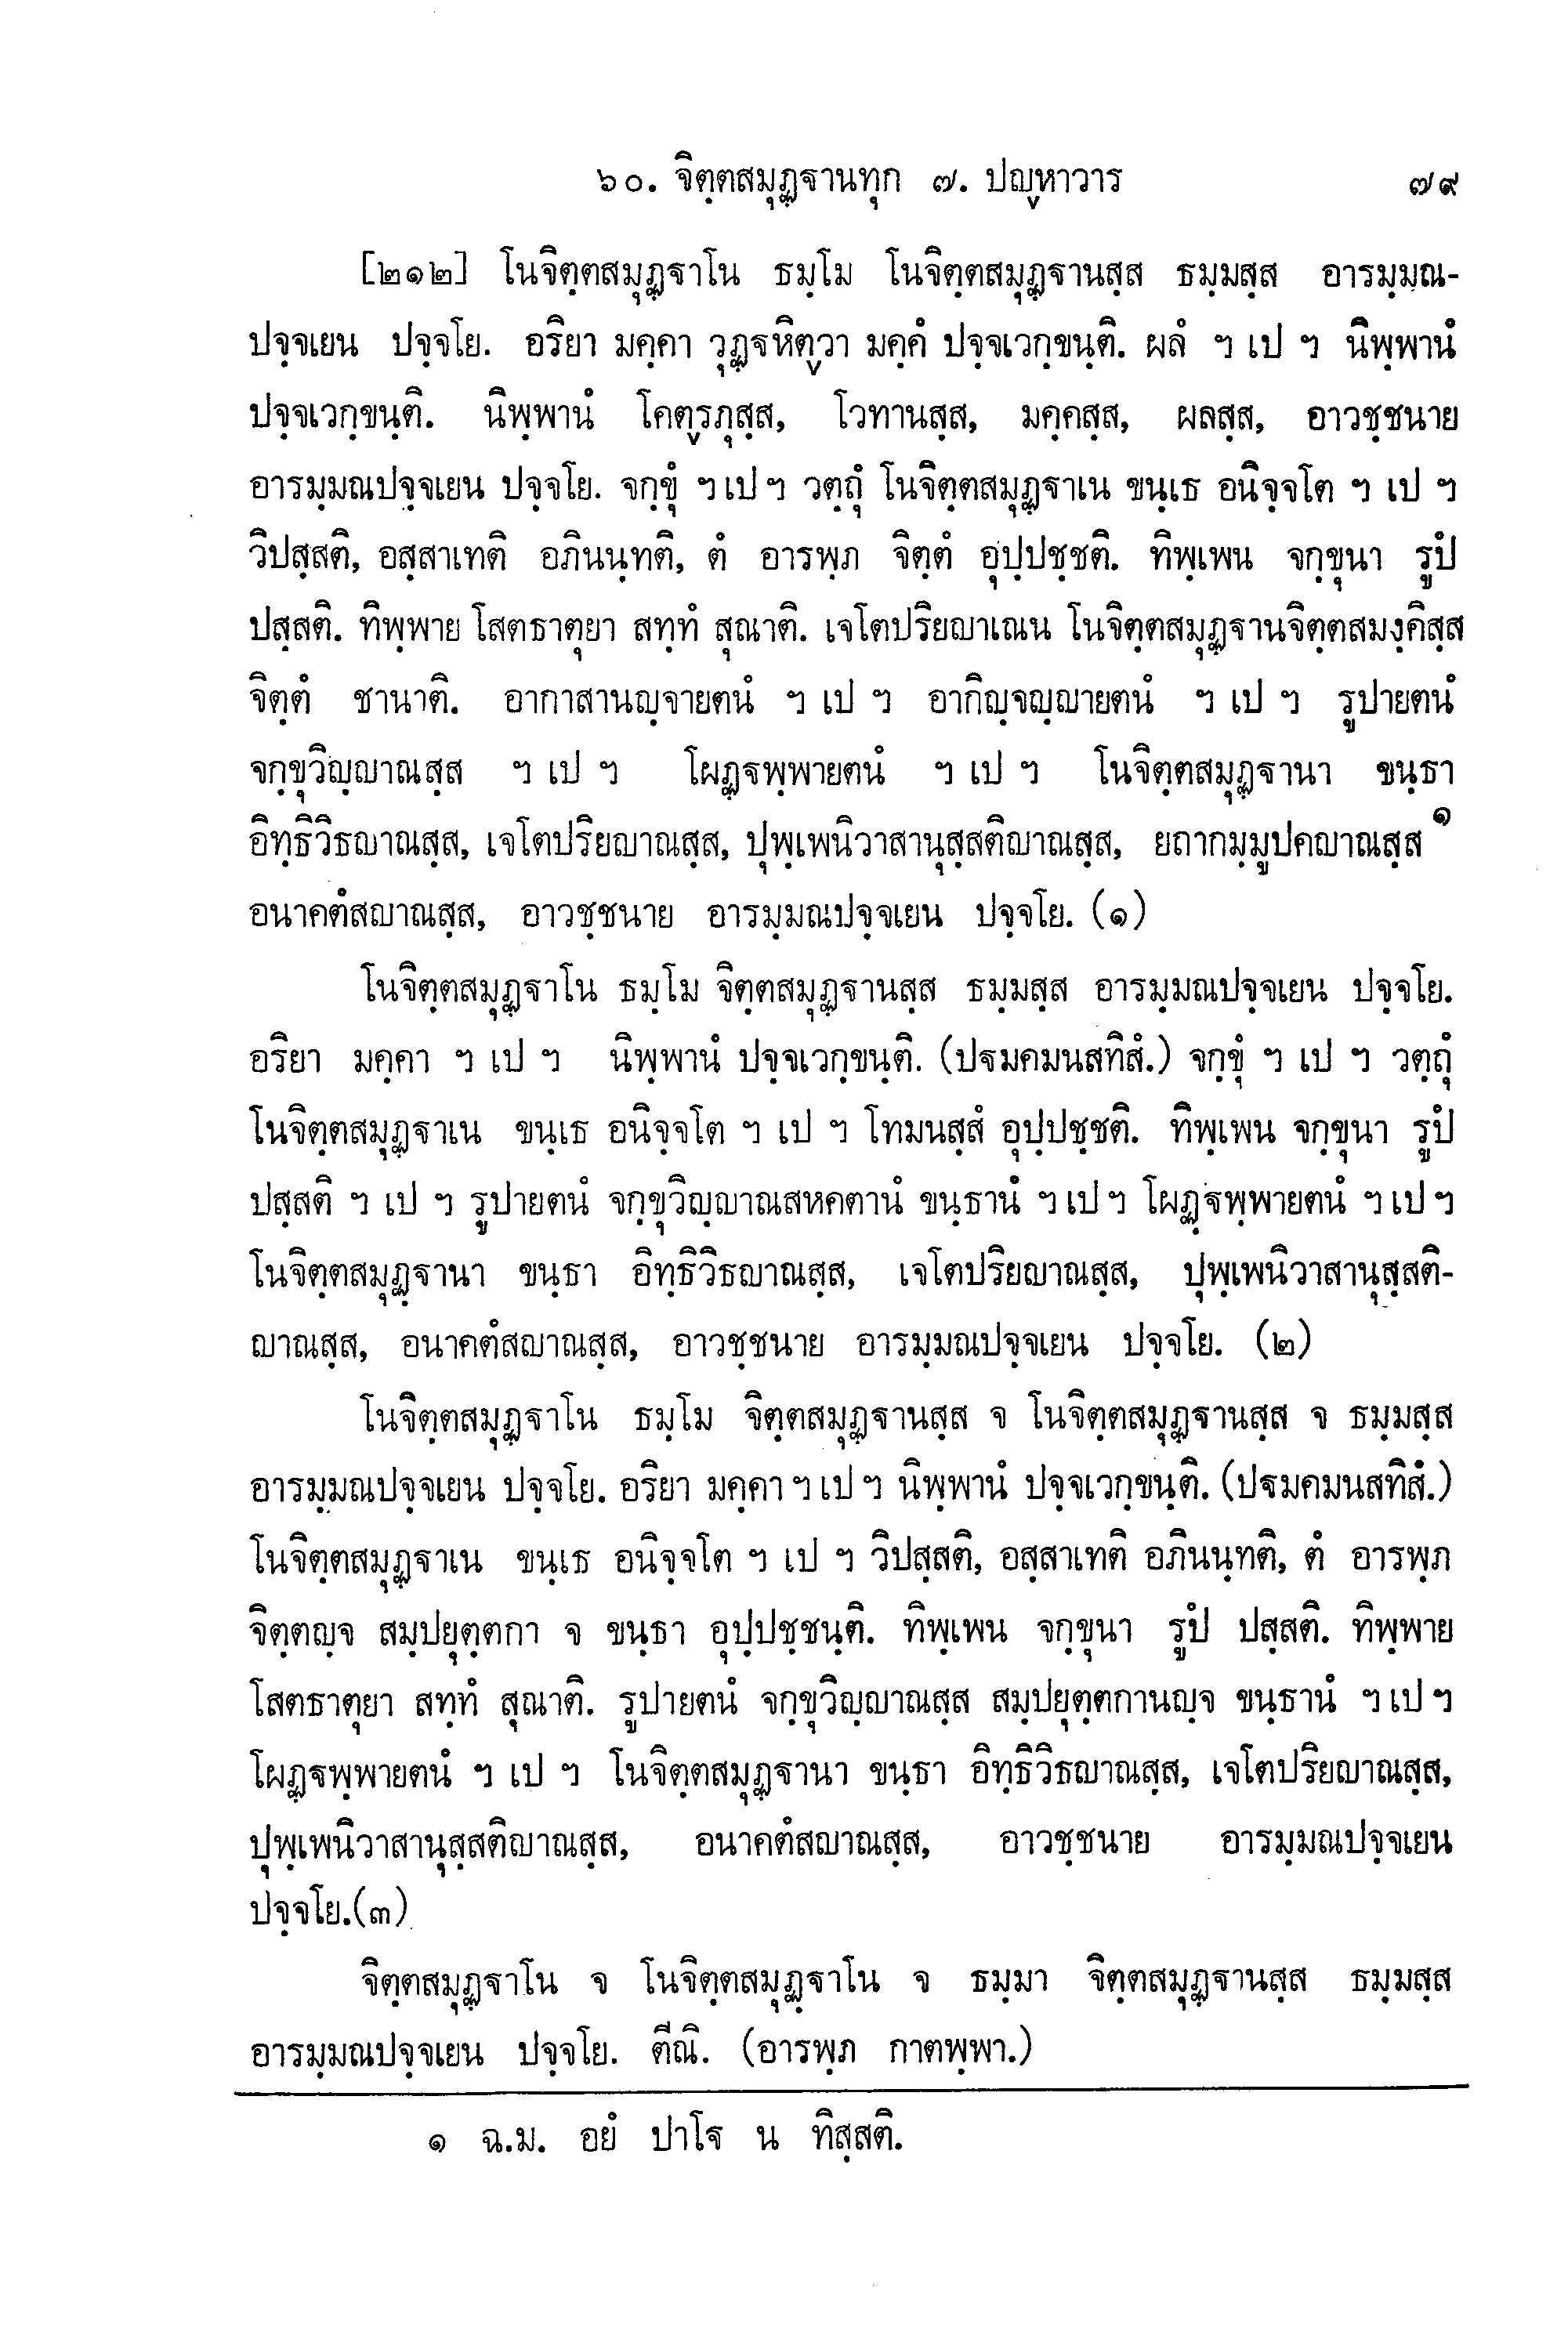 ๖๐. จิตฺตสมุฏฺฐานทุก ๗. ปญฺหาวาร ๗๙
[๒๑๒] โนจิตฺตสมุฏฺฐาโน ธมฺโม โนจิตฺตสมุฏฺฐานสฺส ธมฺมสฺส อารมฺมณ-
ปจฺจเยน ปจฺจโย. อริยา มคฺคา วุฏฺฐหิตฺวา มคฺคํ ปจฺจเวกฺขนฺติ. ผลํ ฯ เป ฯ นิพฺพานํ
ปจฺจเวกฺขนฺติ. นิพฺพานํ โคตฺรภุสฺส, โวทานสฺส, มคฺคสฺส, ผลสฺส, อาวชฺชนาย
อารมฺมณปจฺจเยน ปจฺจโย. จกฺขุํ ฯ เป ฯ วตฺถุํ โนจิตฺตสมุฏฺฐาเน ขนฺเธ อนิจฺจโต ฯ เป ฯ
วิปสฺสติ, อสฺสาเทติ อภินนฺทติ, ตํ อารพฺภ จิตฺตํ อุปฺปชฺชติ. ทิพฺเพน จกฺขุนา รูปํ
ปสฺสติ. ทิพฺพาย โสตธาตุยา สทฺทํ สุณาติ. เจโตปริยญาเณน โนจิตฺตสมุฏฺฐานจิตฺตสมงฺคิสฺส
จิตฺตํ ชานาติ. อากาสานญฺจายตนํ ฯ เป ฯ อากิญฺจญฺญายตนํ ฯ เป ฯ รูปายตนํ
จกฺขุวิญฺญาณสฺส ฯ เป ฯ โผฏฺฐพฺพายตนํ ฯ เป ฯ โนจิตฺตสมุฏฺฐานา ขนฺธา
อิทฺธิวิธญาณสฺส, เจโตปริยญาณสฺส, ปุพฺเพนิวาสานุสฺสติญาณสฺส, ยถากมฺมูปคญาณสฺส๑
อนาคตํสญาณสฺส, อาวชฺชนาย อารมฺมณปจฺจเยน ปจฺจโย. (๑)
โนจิตฺตสมุฏฺฐาโน ธมฺโม จิตฺตสมุฏฺฐานสฺส ธมฺมสฺส อารมฺมณปจฺจเยน ปจฺจโย.
อริยา มคฺคา ฯ เป ฯ นิพฺพานํ ปจฺจเวกฺขนฺติ. (ปฐมคมนสทิสํ.) จกฺขุํ ฯ เป ฯ วตฺถุํ
โนจิตฺตสมุฏฺฐาเน ขนฺเธ อนิจฺจโต ฯ เป ฯ โทมนสฺสํ อุปฺปชฺชติ. ทิพฺเพน จกฺขุนา รูปํ
ปสฺสติ ฯ เป ฯ รูปายตนํ จกฺขุวิญฺญาณสหคตานํ ขนฺธานํ ฯ เป ฯ โผฏฺฐพฺพายตนํ ฯ เป ฯ
โนจิตฺตสมุฏฺฐานา ขนฺธา อิทฺธิวิธญาณสฺส, เจโตปริยญาณสฺส, ปุพฺเพนิวาสานุสฺสติ-
ญาณสฺส, อนาคตํสญาณสฺส, อาวชฺชนาย อารมฺมณปจฺจเยน ปจฺจโย. (๒)
โนจิตฺตสมุฏฺฐาโน ธมฺโม จิตฺตสมุฏฺฐานสฺส จ โนจิตฺตสมุฏฺฐานสฺส จ ธมฺมสฺส
อารมฺมณปจฺจเยน ปจฺจโย. อริยา มคฺคา ฯ เป ฯ นิพฺพานํ ปจฺจเวกฺขนฺติ. (ปฐมคมนสทิสํ.)
โนจิตฺตสมุฏฺฐาเน ขนฺเธ อนิจฺจโต ฯ เป ฯ วิปสฺสติ, อสฺสาเทติ อภินนฺทติ, ตํ อารพฺภ
จิตฺตญฺจ สมฺปยุตฺตกา จ ขนฺธา อุปฺปชฺชนฺติ. ทิพฺเพน จกฺขุนา รูปํ ปสฺสติ. ทิพฺพาย
โสตธาตุยา สทฺทํ สุณาติ. รูปายตนํ จกฺขุวิญฺญาณสฺส สมฺปยุตฺตกานญฺจ ขนฺธานํ ฯ เป ฯ
โผฏฺฐพฺพายตนํ ฯ เป ฯ โนจิตฺตสมุฏฺฐานา ขนฺธา อิทฺธิวิธญาณสฺส, เจโตปริยญาณสฺส,
ปุพฺเพนิวาสานุสฺสติญาณสฺส, อนาคตํสญาณสฺส, อาวชฺชนาย อารมฺมณปจฺจเยน
ปจฺจโย.(๓)
จิตฺตสมุฏฺฐาโน จ โนจิตฺตสมุฏฺฐาโน จ ธมฺมา จิตฺตสมุฏฺฐานสฺส ธมฺมสฺส
อารมฺมณปจฺจเยน ปจฺจโย. ตีณิ. (อารพฺภ กาตพฺพา.)
๑ ฉ.ม. อยํ ปาโฐ น ทิสฺสติ.